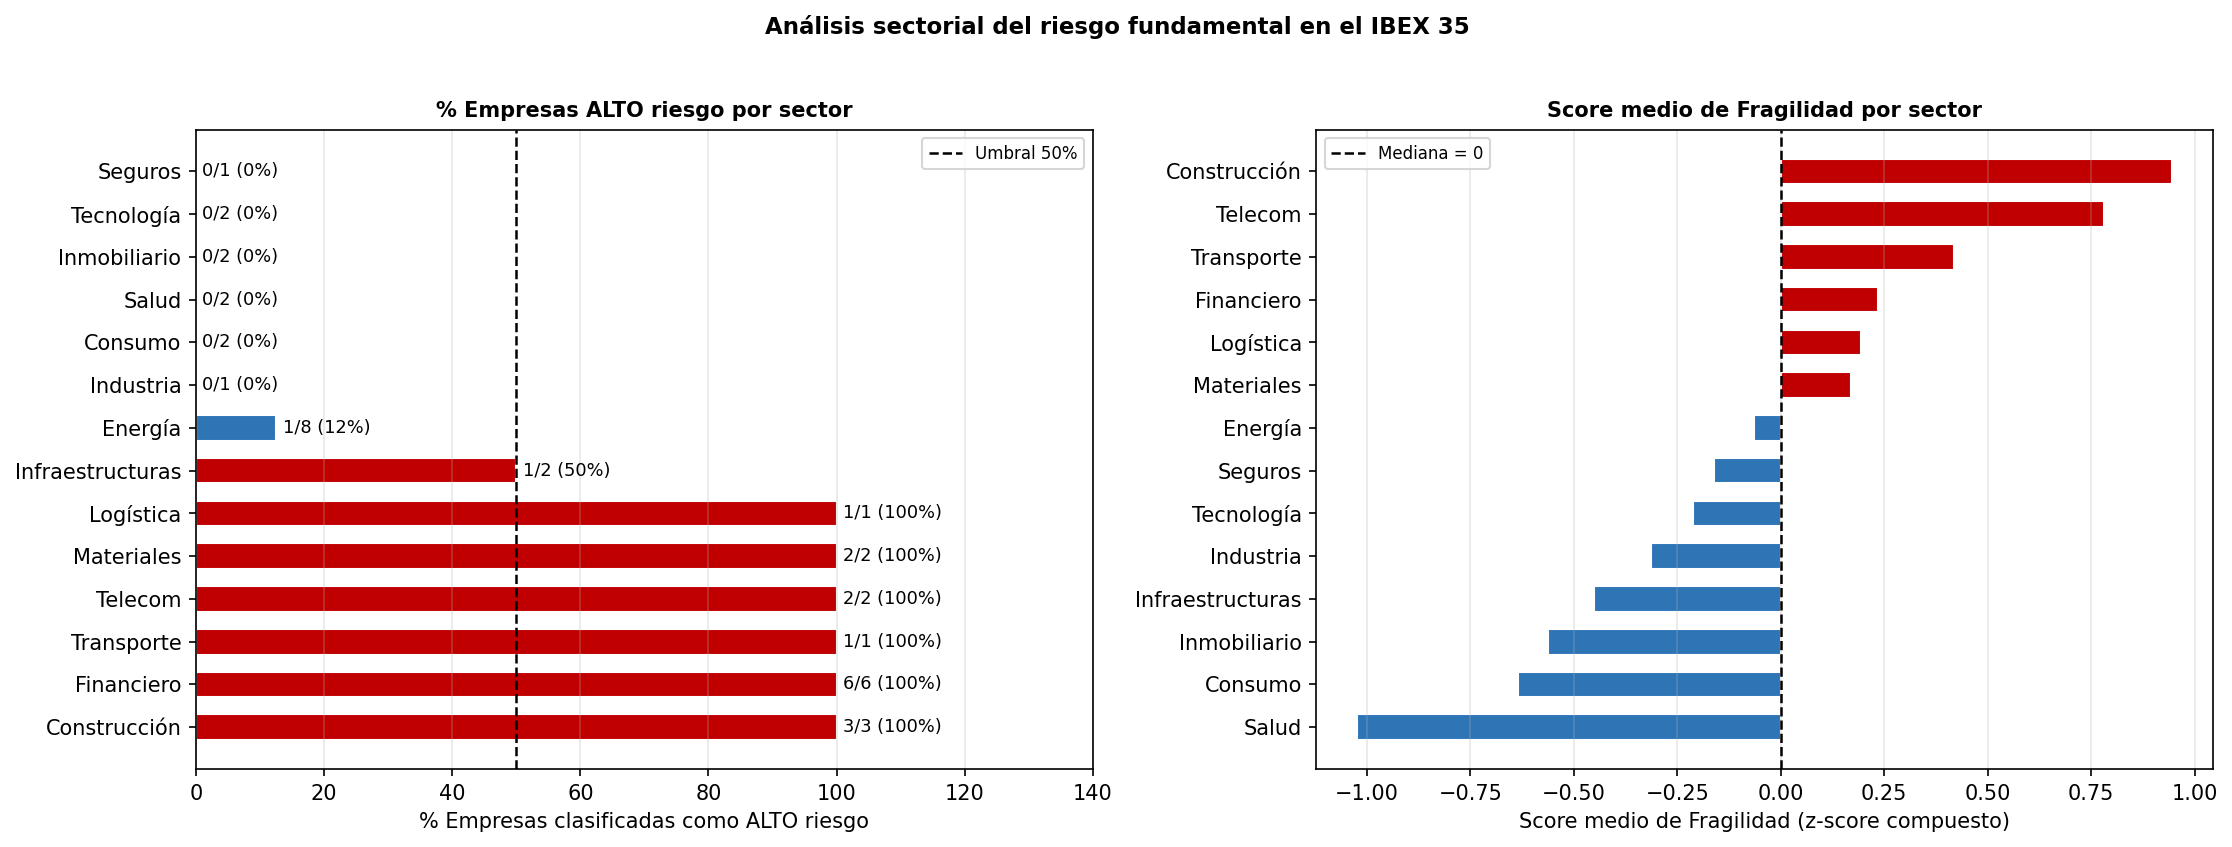 Análisis sectorial del riesgo fundamental en el IBEX 35
% Empresas ALTO riesgo por sector
Umbral 50%
Seguros 0/1 (0%)
Tecnología 0/2 (0%)
Inmobiliario 0/2 (0%)
Salud 0/2 (0%)
Consumo 0/2 (0%)
Industria 0/1 (0%)
Energía 1/8 (12%)
Infraestructuras 1/2 (50%)
Logística 1/1 (100%)
Materiales 2/2 (100%)
Telecom 2/2 (100%)
Transporte 1/1 (100%)
Financiero 6/6 (100%)
Construcción 3/3 (100%)
0 20 40 60 80 100 120 140
% Empresas clasificadas como ALTO riesgo
Score medio de Fragilidad por sector
Mediana = 0
Construcción
Telecom
Transporte
Financiero
Logística
Materiales
Energía
Seguros
Tecnología
Industria
Infraestructuras
Inmobiliario
Consumo
Salud
−1.00 −0.75 −0.50 −0.25 0.00 0.25 0.50 0.75 1.00
Score medio de Fragilidad (z-score compuesto)